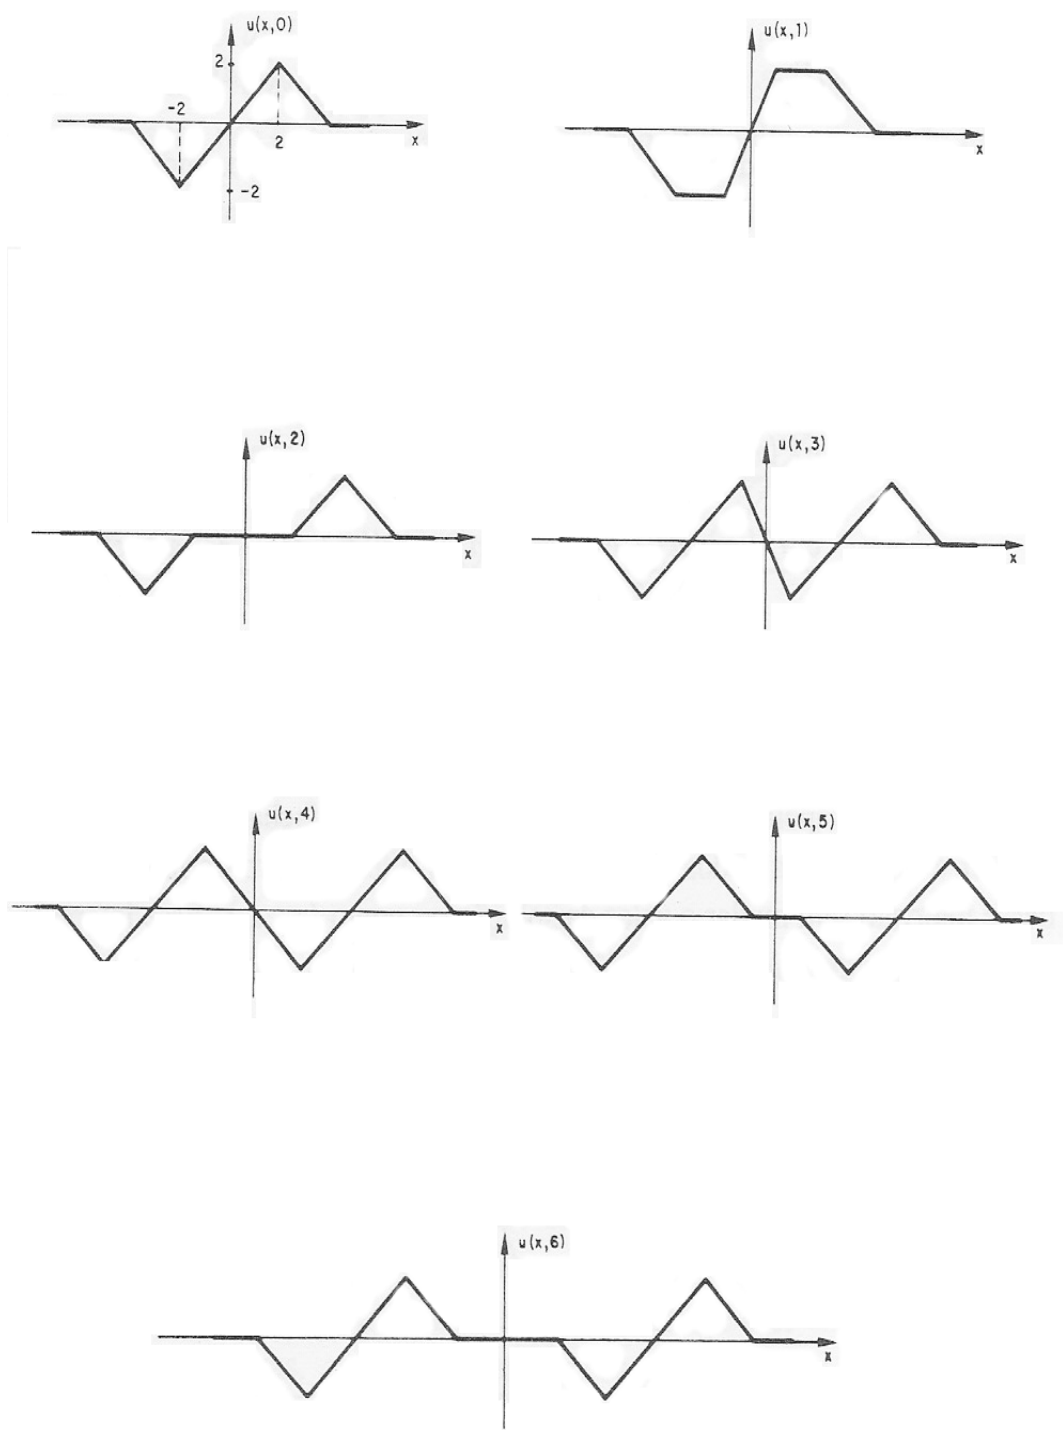 u(x,0)
2
-2
2
x
-2
u(x,1)
x
u(x,2)
x
u(x,3)
x
u(x,4)
x
u(x,5)
x
u(x,6)
x